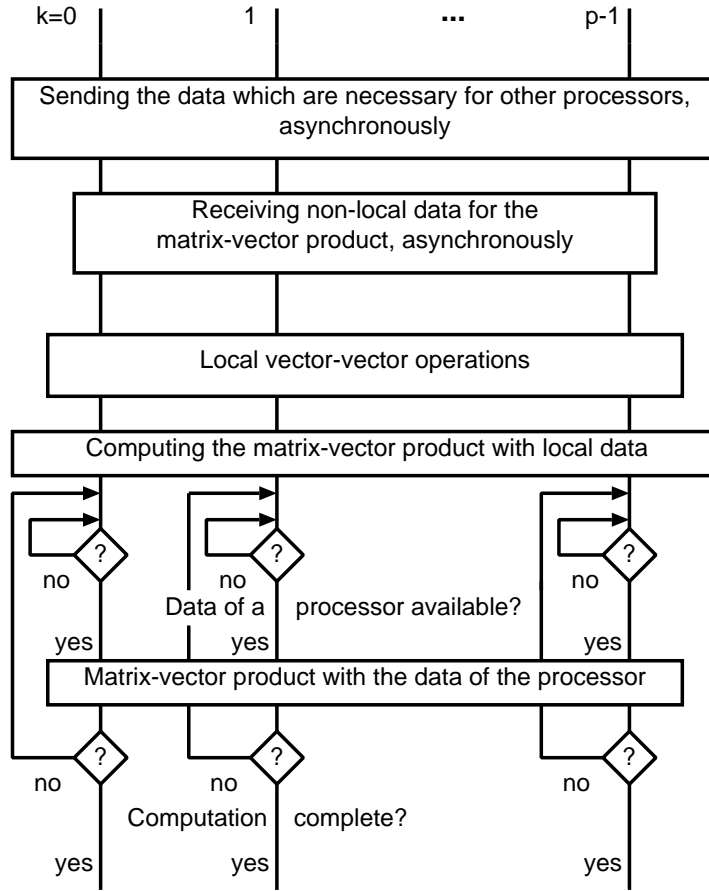 k=0 1 ... p-1
Sending the data which are necessary for other processors,
asynchronously
Receiving non-local data for the
matrix-vector product, asynchronously
Local vector-vector operations
Computing the matrix-vector product with local data
? ? ?
no no no
Data of a processor available?
yes yes yes
Matrix-vector product with the data of the processor
? ? ?
no no no
Computation complete?
yes yes yes